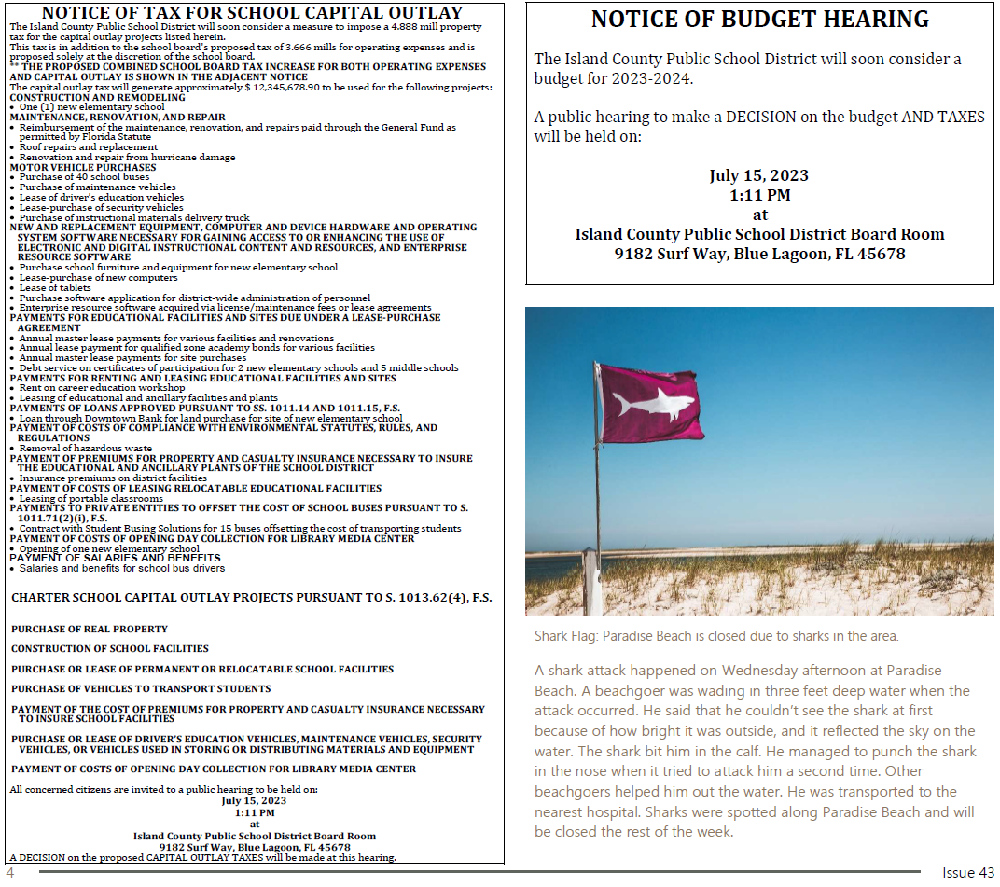 NOTICE OF TAX FOR SCHOOL CAPITAL OUTLAY
The Island County Public School District will soon consider a measure to impose a 4.888 mill property
tax for the capital outlay projects listed herein.
This tax is in addition to the school board's proposed tax of 3.666 mills for operating expenses and is
proposed solely at the discretion of the school board.
** THE PROPOSED COMBINED SCHOOL BOARD TAX INCREASE FOR BOTH OPERATING EXPENSES
AND CAPITAL OUTLAY IS SHOWN IN THE ADJACENT NOTICE
The capital outlay tax will generate approximately $ 12,345,678.90 to be used for the following projects:
CONSTRUCTION AND REMODELING
• One (1) new elementary school
MAINTENANCE, RENOVATION, AND REPAIR
• Reimbursement of the maintenance, renovation, and repairs paid through the General Fund as
permitted by Florida Statute
• Roof repairs and replacement
• Renovation and repair from hurricane damage
MOTOR VEHICLE PURCHASES
• Purchase of 40 school buses
• Purchase of maintenance vehicles
• Lease of driver's education vehicles
• Lease-purchase of security vehicles
• Purchase of instructional materials delivery truck
NEW AND REPLACEMENT EQUIPMENT, COMPUTER AND DEVICE HARDWARE AND OPERATING
SYSTEM SOFTWARE NECESSARY FOR GAINING ACCESS TO OR ENHANCING THE USE OF
ELECTRONIC AND DIGITAL INSTRUCTIONAL CONTENT AND RESOURCES, AND ENTERPRISE
RESOURCE SOFTWARE
• Purchase school furniture and equipment for new elementary school
• Lease-purchase of new computers
• Lease of tablets
• Purchase software application for district-wide administration of personnel
• Enterprise resource software acquired via license/maintenance fees or lease agreements
PAYMENTS FOR EDUCATIONAL FACILITIES AND SITES DUE UNDER A LEASE-PURCHASE
AGREEMENT
• Annual master lease payments for various facilities and renovations
• Annual lease payment for qualified zone academy bonds for various facilities
• Annual master lease payments for site purchases
• Debt service on certificates of participation for 2 new elementary schools and 5 middle schools
PAYMENTS FOR RENTING AND LEASING EDUCATIONAL FACILITIES AND SITES
• Rent on career education workshop
• Leasing of educational and ancillary facilities and plants
PAYMENTS OF LOANS APPROVED PURSUANT TO SS. 1011.14 AND 1011.15, F.S.
• Loan through Downtown Bank for land purchase for site of new elementary school
PAYMENT OF COSTS OF COMPLIANCE WITH ENVIRONMENTAL STATUTES, RULES, AND
REGULATIONS
• Removal of hazardous waste
PAYMENT OF PREMIUMS FOR PROPERTY AND CASUALTY INSURANCE NECESSARY TO INSURE
THE EDUCATIONAL AND ANCILLARY PLANTS OF THE SCHOOL DISTRICT
• Insurance premiums on district facilities
PAYMENT OF COSTS OF LEASING RELOCATABLE EDUCATIONAL FACILITIES
• Leasing of portable classrooms
PAYMENTS TO PRIVATE ENTITIES TO OFFSET THE COST OF SCHOOL BUSES PURSUANT TO S.
1011.71(2)(i), F.S.
• Contract with Student Busing Solutions for 15 buses offsetting the cost of transporting students
PAYMENT OF COSTS OF OPENING DAY COLLECTION FOR LIBRARY MEDIA CENTER
• Opening of one new elementary school
PAYMENT OF SALARIES AND BENEFITS
• Salaries and benefits for school bus drivers
CHARTER SCHOOL CAPITAL OUTLAY PROJECTS PURSUANT TO S. 1013.62(4), F.S.
PURCHASE OF REAL PROPERTY
CONSTRUCTION OF SCHOOL FACILITIES
PURCHASE OR LEASE OF PERMANENT OR RELOCATABLE SCHOOL FACILITIES
PURCHASE OF VEHICLES TO TRANSPORT STUDENTS
PAYMENT OF THE COST OF PREMIUMS FOR PROPERTY AND CASUALTY INSURANCE NECESSARY
TO INSURE SCHOOL FACILITIES
PURCHASE OR LEASE OF DRIVER'S EDUCATION VEHICLES, MAINTENANCE VEHICLES, SECURITY
VEHICLES, OR VEHICLES USED IN STORING OR DISTRIBUTING MATERIALS AND EQUIPMENT
PAYMENT OF COSTS OF OPENING DAY COLLECTION FOR LIBRARY MEDIA CENTER
All concerned citizens are invited to a public hearing to be held on:
July 15, 2023
1:11 PM
at
Island County Public School District Board Room
9182 Surf Way, Blue Lagoon, FL 45678
A DECISION on the proposed CAPITAL OUTLAY TAXES will be made at this hearing.
NOTICE OF BUDGET HEARING
The Island County Public School District will soon consider a
budget for 2023-2024.
A public hearing to make a DECISION on the budget AND TAXES
will be held on:
July 15, 2023
1:11 PM
at
Island County Public School District Board Room
9182 Surf Way, Blue Lagoon, FL 45678
Shark Flag: Paradise Beach is closed due to sharks in the area.
A shark attack happened on Wednesday afternoon at Paradise
Beach. A beachgoer was wading in three feet deep water when the
attack occurred. He said that he couldn't see the shark at first
because of how bright it was outside, and it reflected the sky on the
water. The shark bit him in the calf. He managed to punch the shark
in the nose when it tried to attack him a second time. Other
beachgoers helped him out the water. He was transported to the
nearest hospital. Sharks were spotted along Paradise Beach and will
be closed the rest of the week.
4
Issue 43